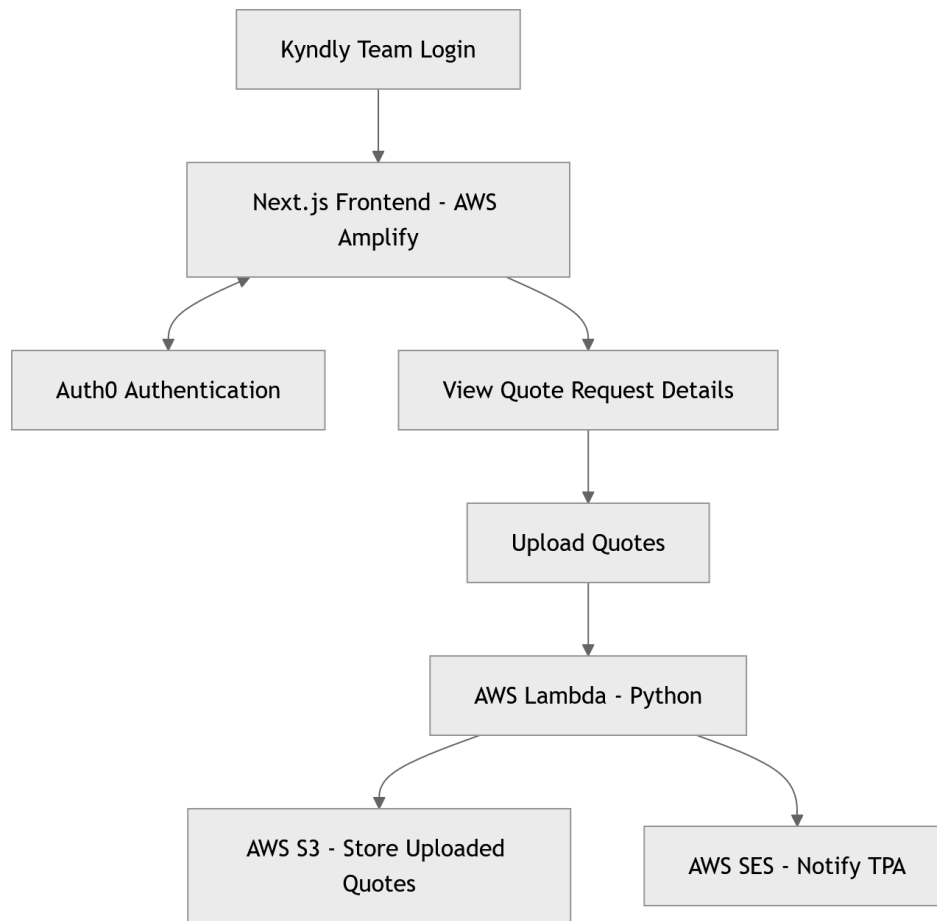 Kyndly Team Login
Next.js Frontend - AWS
Amplify
Auth0 Authentication
View Quote Request Details
Upload Quotes
AWS Lambda - Python
AWS S3 - Store Uploaded
Quotes
AWS SES - Notify TPA